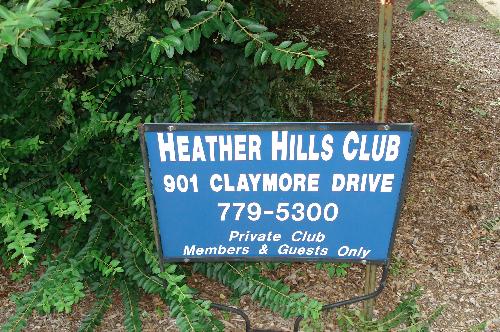 HEATHER HILLS CLUB
901 CLAYMORE DRIVE
779-5300
Private Club
Members & Guests Only